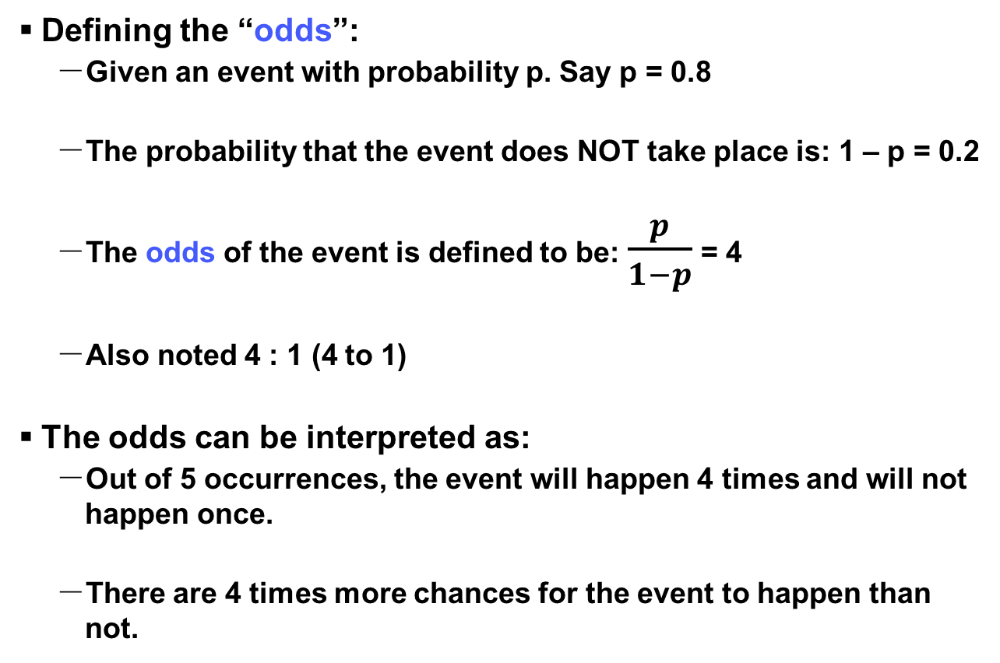 ▪ Defining the “odds”:
—Given an event with probability p. Say p = 0.8
—The probability that the event does NOT take place is: 1 – p = 0.2
—The odds of the event is defined to be: p/(1−p) = 4
—Also noted 4 : 1 (4 to 1)
▪ The odds can be interpreted as:
—Out of 5 occurrences, the event will happen 4 times and will not
happen once.
—There are 4 times more chances for the event to happen than
not.